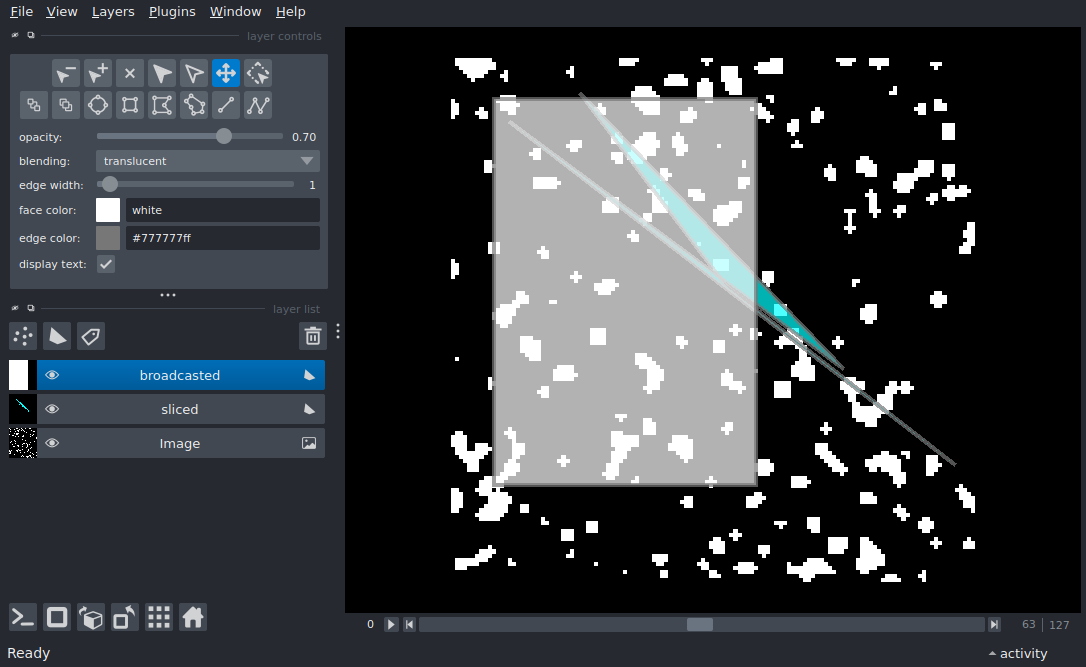 File View Layers Plugins Window Help
layer controls
opacity: 0.70
blending: translucent
edge width: 1
face color: white
edge color: #777777ff
display text:
layer list
broadcasted
sliced
Image
0 63 127
Ready activity